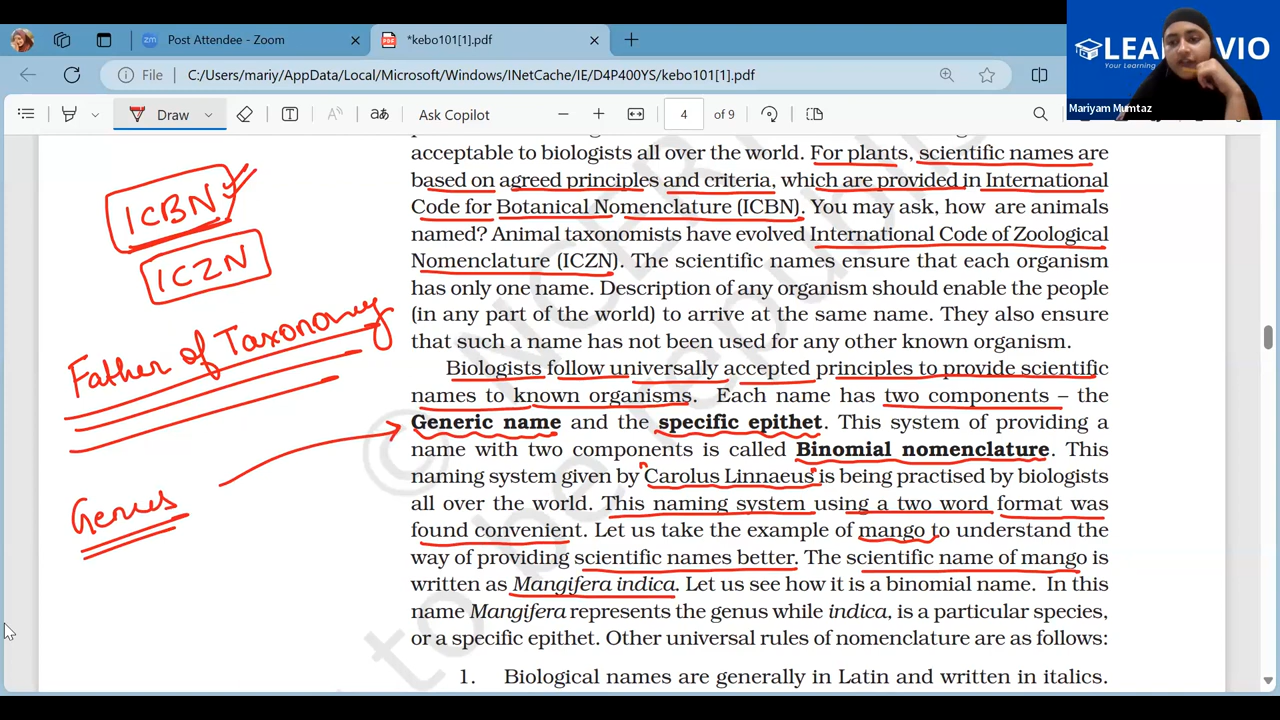 Post Attendee - Zoom
*kebo101[1].pdf
File
C:/Users/mariy/AppData/Local/Microsoft/Windows/INetCache/IE/D4P400YS/kebo101[1].pdf
LEA VIO
Your Learning
Mariyam Mumtaz
Draw
Ask Copilot
4 of 9
acceptable to biologists all over the world. For plants, scientific names are
based on agreed principles and criteria, which are provided in International
Code for Botanical Nomenclature (ICBN). You may ask, how are animals
named? Animal taxonomists have evolved International Code of Zoological
Nomenclature (ICZN). The scientific names ensure that each organism
has only one name. Description of any organism should enable the people
(in any part of the world) to arrive at the same name. They also ensure
that such a name has not been used for any other known organism.
Biologists follow universally accepted principles to provide scientific
names to known organisms. Each name has two components – the
Generic name and the specific epithet. This system of providing a
name with two components is called Binomial nomenclature. This
naming system given by Carolus Linnaeus is being practised by biologists
all over the world. This naming system using a two word format was
found convenient. Let us take the example of mango to understand the
way of providing scientific names better. The scientific name of mango is
written as Mangifera indica. Let us see how it is a binomial name. In this
name Mangifera represents the genus while indica, is a particular species,
or a specific epithet. Other universal rules of nomenclature are as follows:
1. Biological names are generally in Latin and written in italics.
ICBN
ICZN
Father of Taxonomy
Genus
© NCERT
to be republis